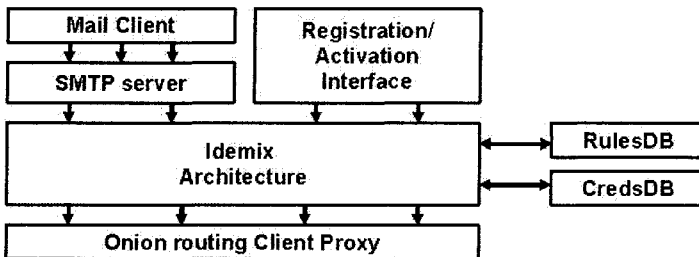 Mail Client
SMTP server
Registration/
Activation
Interface
Idemix
Architecture
RulesDB
CredsDB
Onion routing Client Proxy